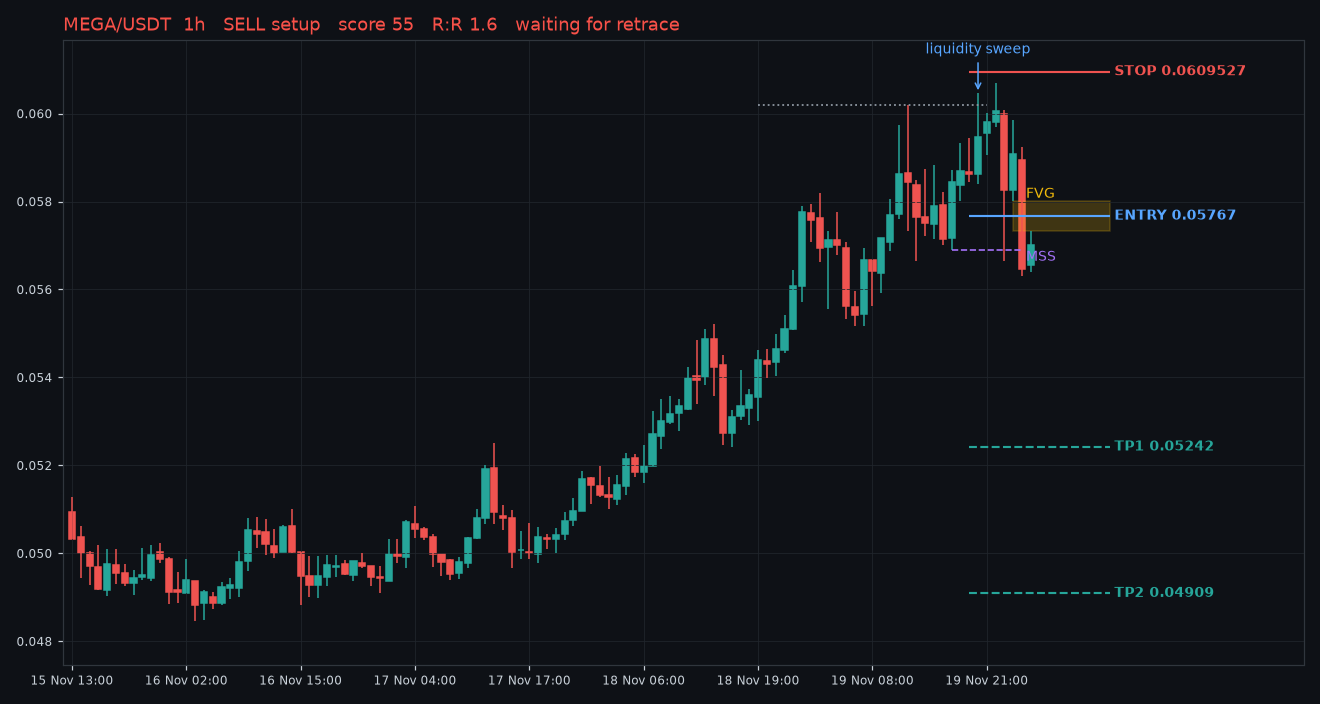 MEGA/USDT 1h SELL setup score 55 R:R 1.6 waiting for retrace
liquidity sweep
STOP 0.0609527
0.060
FVG
0.058
ENTRY 0.05767
MSS
0.056
0.054
TP1 0.05242
0.052
0.050
TP2 0.04909
0.048
15 Nov 13:00 16 Nov 02:00 16 Nov 15:00 17 Nov 04:00 17 Nov 17:00 18 Nov 06:00 18 Nov 19:00 19 Nov 08:00 19 Nov 21:00